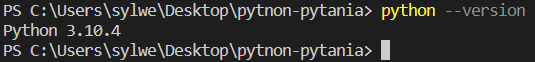 PS C:\Users\sylwe\Desktop\pytnon-pytania> python --version
Python 3.10.4
PS C:\Users\sylwe\Desktop\pytnon-pytania>